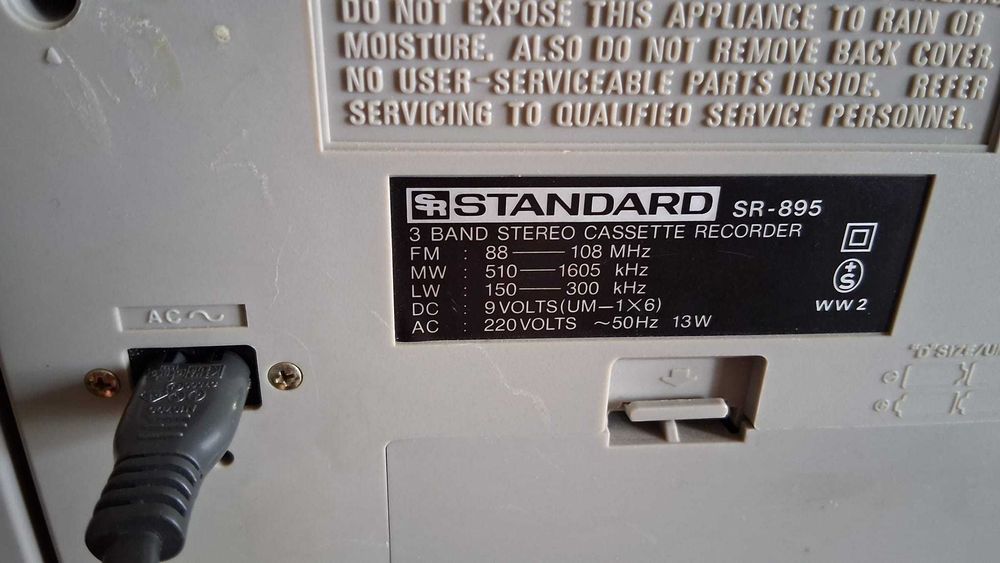 DO NOT EXPOSE THIS APPLIANCE TO RAIN OR
MOISTURE. ALSO DO NOT REMOVE BACK COVER.
NO USER-SERVICEABLE PARTS INSIDE. REFER
SERVICING TO QUALIFIED SERVICE PERSONNEL.
SR STANDARD SR-895
3 BAND STEREO CASSETTE RECORDER
FM : 88 — 108 MHz
MW : 510 — 1605 kHz
LW : 150 — 300 kHz
DC : 9 VOLTS (UM-1X6)
AC : 220 VOLTS ~50Hz 13W
+S
WW2
AC ~
"D" SIZE/UM